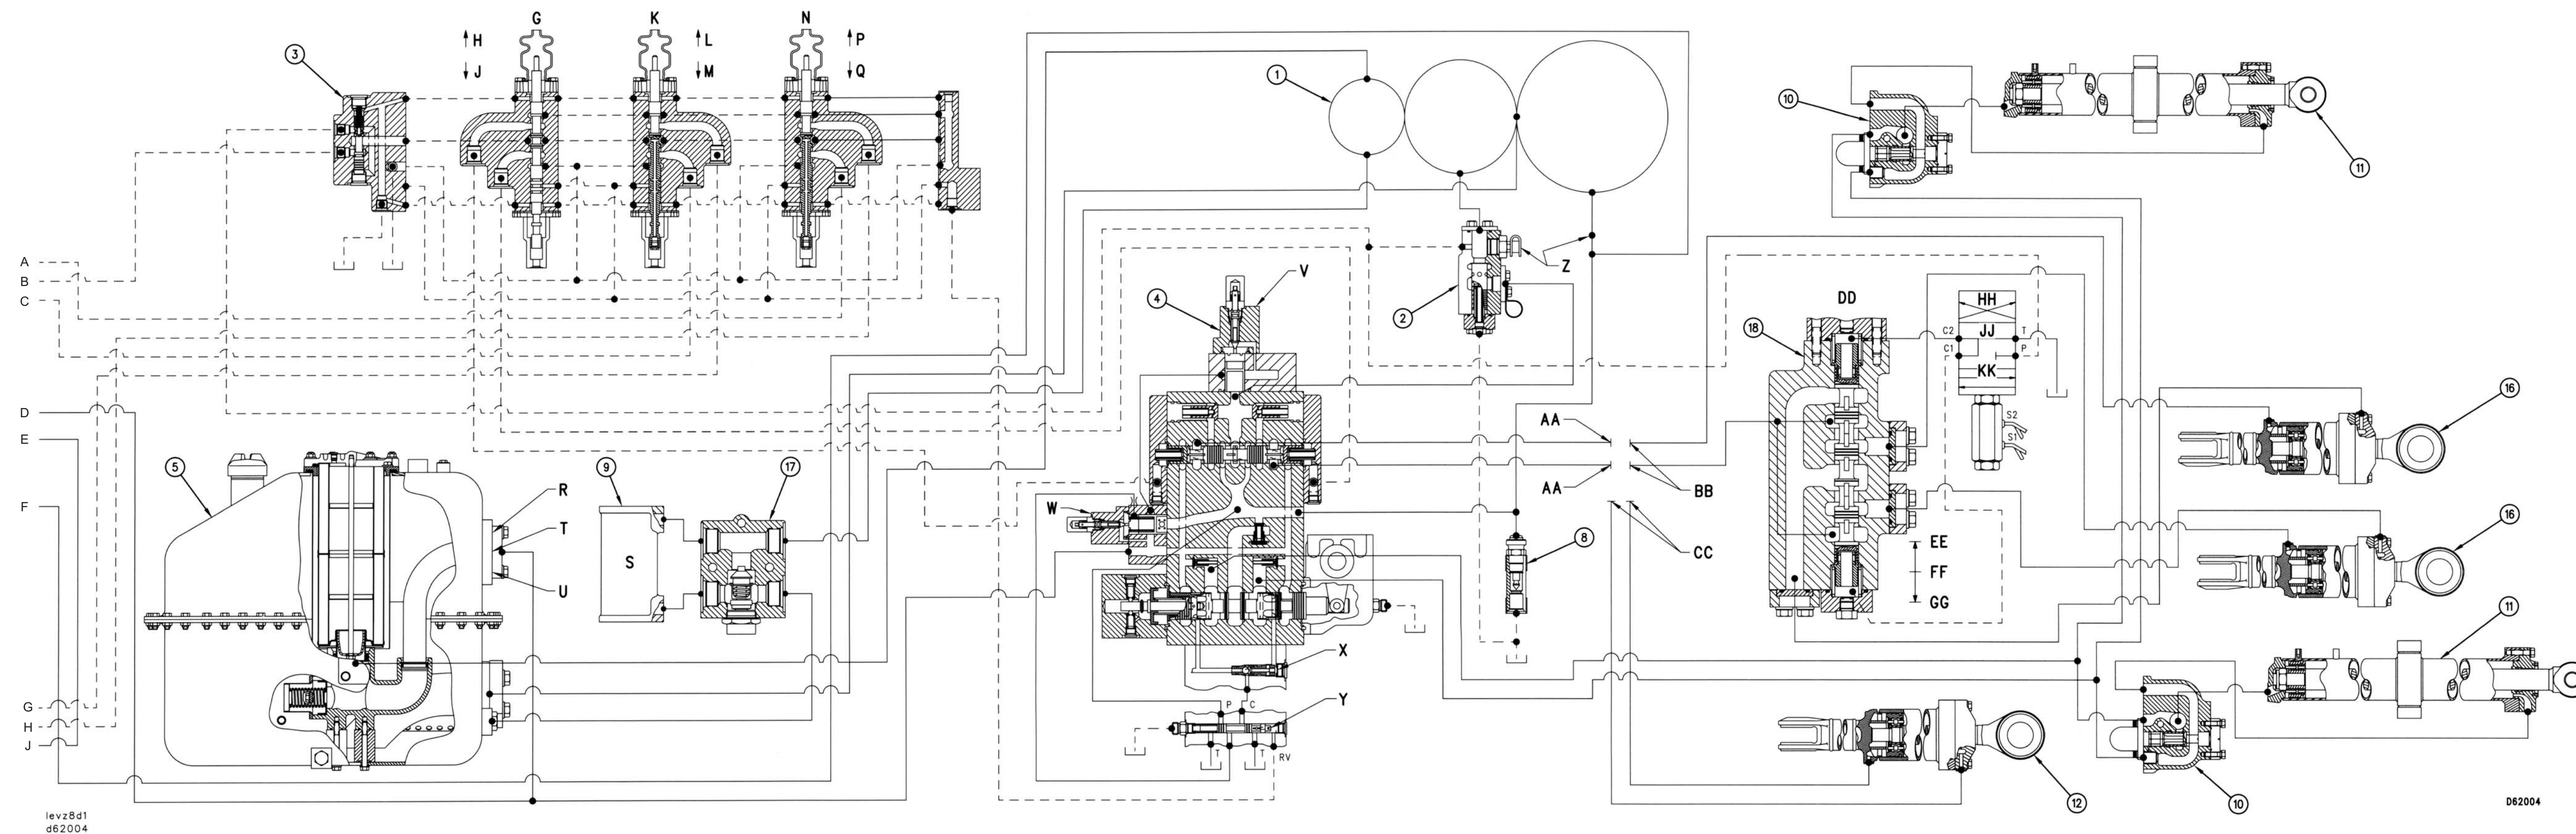 G
K
N
H
J
L
M
P
Q
3
1
10
11
A
B
C
V
Z
4
2
DD
18
HH
JJ
KK
C2
C1
T
P
S2
S1
16
D
E
F
5
9
17
R
T
U
S
W
AA
AA
BB
CC
8
EE
FF
GG
16
11
X
Y
P
C
T
T
RV
G
H
J
12
10
levz8d1
d62004
D62004